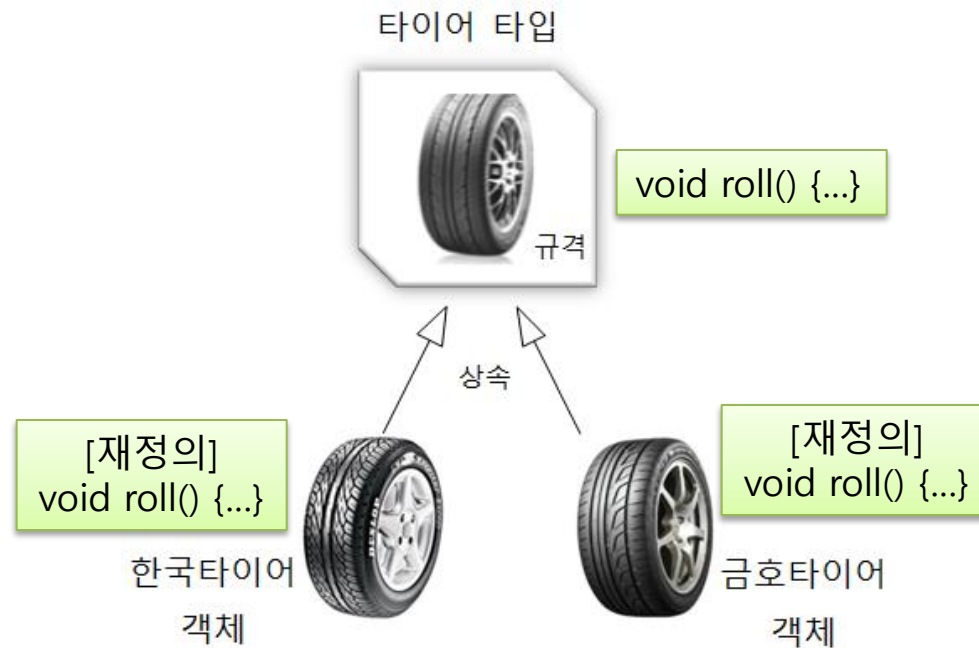 타이어 타입
규격
void roll() {...}
상속
[재정의]
void roll() {...}
한국타이어
객체
[재정의]
void roll() {...}
금호타이어
객체